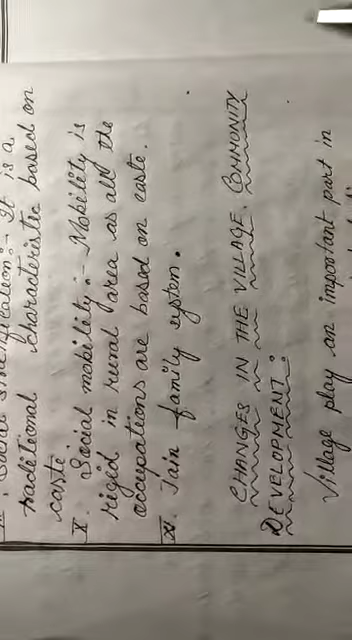 traditional characteristic based on
caste
X. Social mobility :- Mobility is
rigid in rural area as all the
occupations are based on caste.
XI. Join family system.
CHANGES IN THE VILLAGE. COMMUNITY
DEVELOPMENT :
Village play an important part in